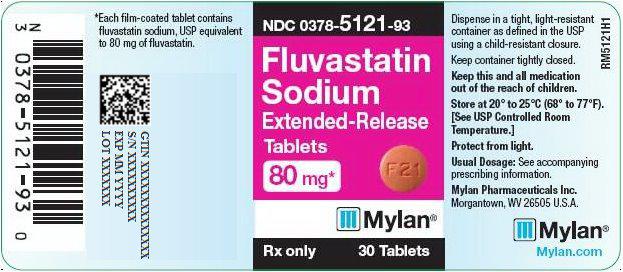 *Each film-coated tablet contains
fluvastatin sodium, USP equivalent
to 80 mg of fluvastatin.
N
3 0378-5121-93 0
GTIN XXXXXXXXXXXXXX
S/N XXXXXXXXX
EXP MM YYYY
LOT XXXXXXX
NDC 0378-5121-93
Fluvastatin
Sodium
Extended-Release
Tablets
80 mg*
F21
Mylan®
Rx only 30 Tablets
Dispense in a tight, light-resistant
container as defined in the USP
using a child-resistant closure.
Keep container tightly closed.
Keep this and all medication
out of the reach of children.
Store at 20° to 25°C (68° to 77°F).
[See USP Controlled Room
Temperature.]
Protect from light.
Usual Dosage: See accompanying
prescribing information.
Mylan Pharmaceuticals Inc.
Morgantown, WV 26505 U.S.A.
Mylan®
Mylan.com
RM5121H1